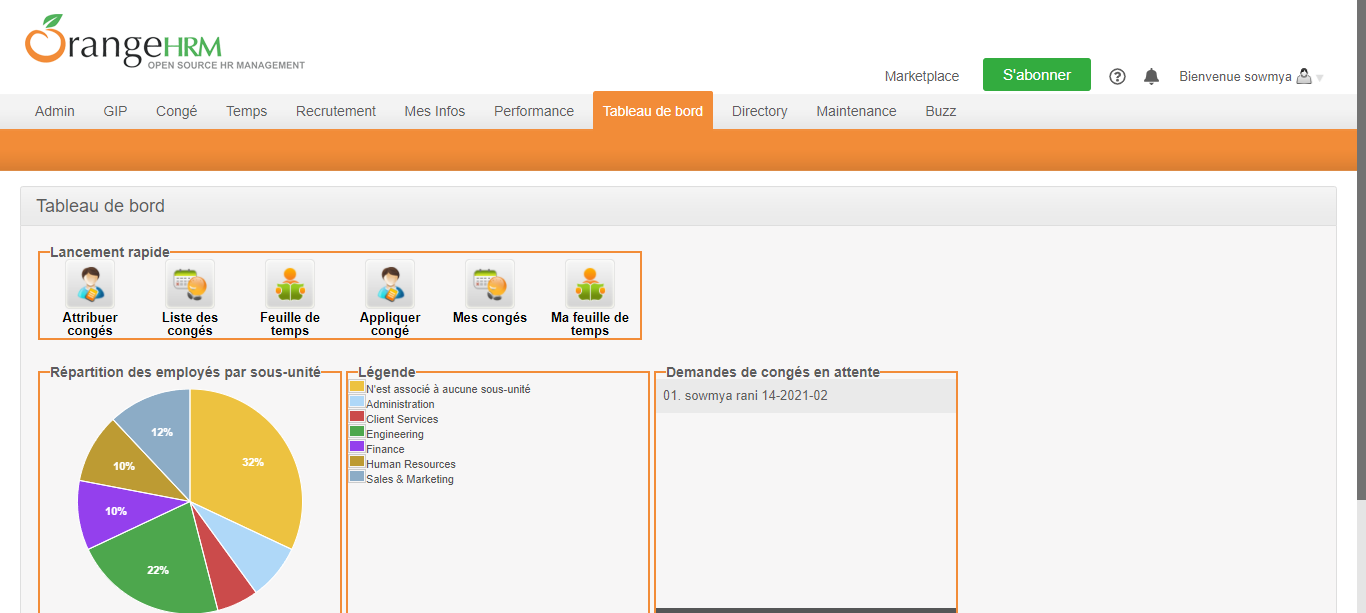 OrangeHRM
OPEN SOURCE HR MANAGEMENT
Marketplace
S'abonner
Bienvenue sowmya
Admin
GIP
Congé
Temps
Recrutement
Mes Infos
Performance
Tableau de bord
Directory
Maintenance
Buzz
Tableau de bord
Lancement rapide
Attribuer
congés
Liste des
congés
Feuille de
temps
Appliquer
congé
Mes congés
Ma feuille de
temps
Répartition des employés par sous-unité
32%
22%
10%
10%
12%
Légende
N'est associé à aucune sous-unité
Administration
Client Services
Engineering
Finance
Human Resources
Sales & Marketing
Demandes de congés en attente
01. sowmya rani 14-2021-02